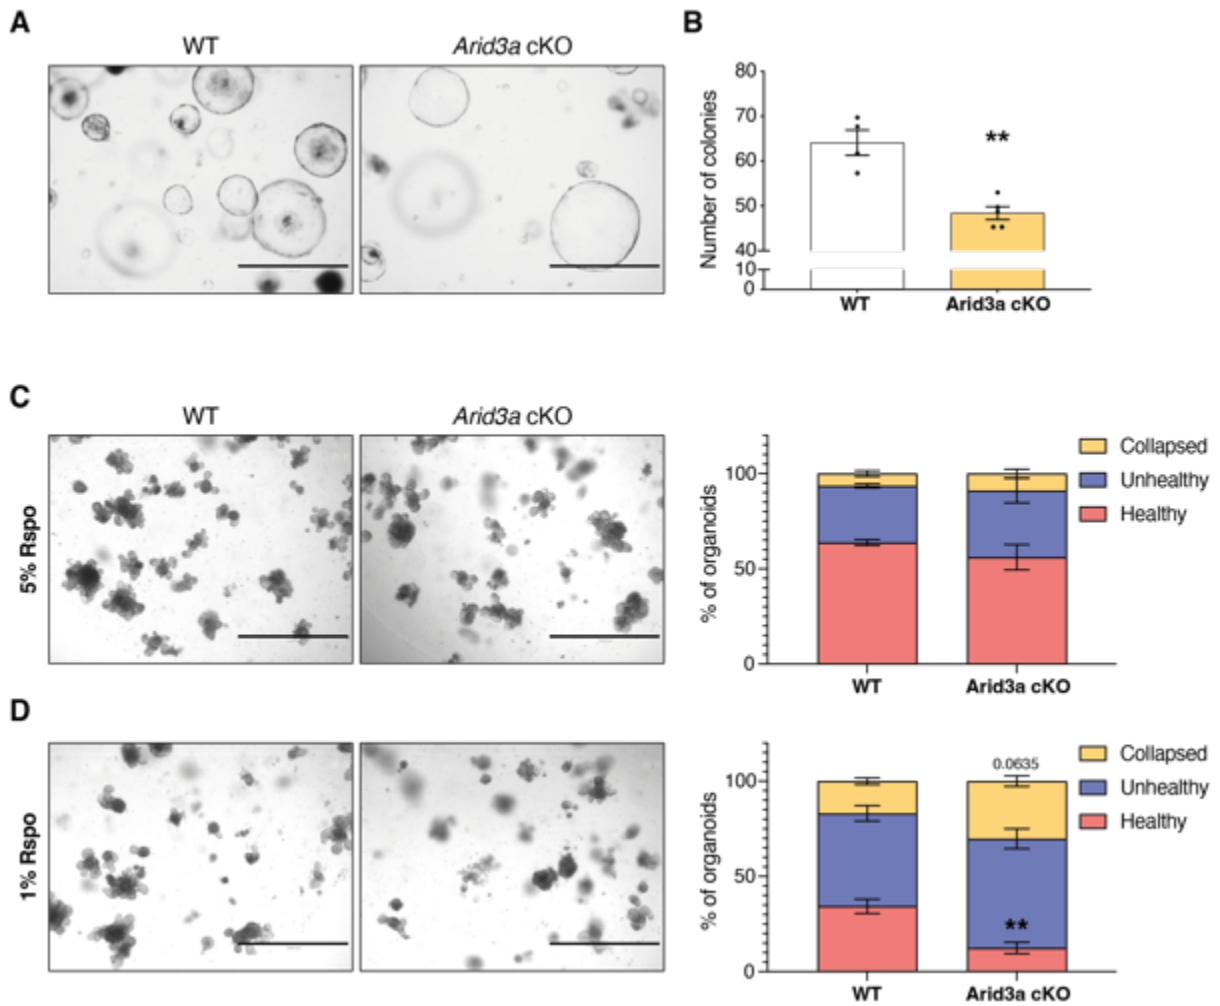 A
WT
Arid3a cKO
B
Number of colonies
80
70
60
50
40
10
0
**
WT
Arid3a cKO
C
WT
Arid3a cKO
5% Rspo
% of organoids
100
50
0
WT
Arid3a cKO
Collapsed
Unhealthy
Healthy
D
1% Rspo
% of organoids
100
50
0
0.0635
**
WT
Arid3a cKO
Collapsed
Unhealthy
Healthy